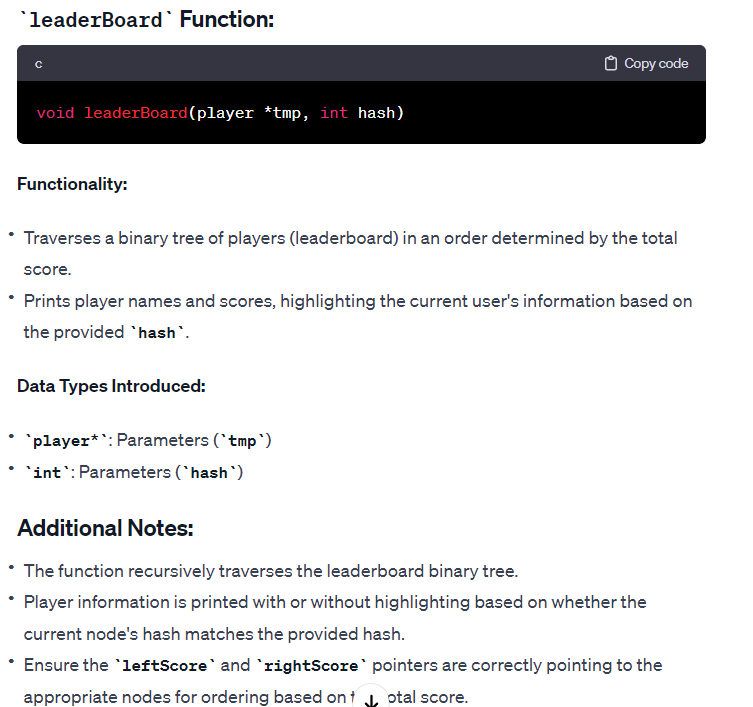 `leaderBoard` Function:
c Copy code
void leaderBoard(player *tmp, int hash)
Functionality:
• Traverses a binary tree of players (leaderboard) in an order determined by the total
score.
• Prints player names and scores, highlighting the current user's information based on
the provided `hash`.
Data Types Introduced:
• `player*`: Parameters (`tmp`)
• `int`: Parameters (`hash`)
Additional Notes:
• The function recursively traverses the leaderboard binary tree.
• Player information is printed with or without highlighting based on whether the
current node's hash matches the provided hash.
• Ensure the `leftScore` and `rightScore` pointers are correctly pointing to the
appropriate nodes for ordering based on score.